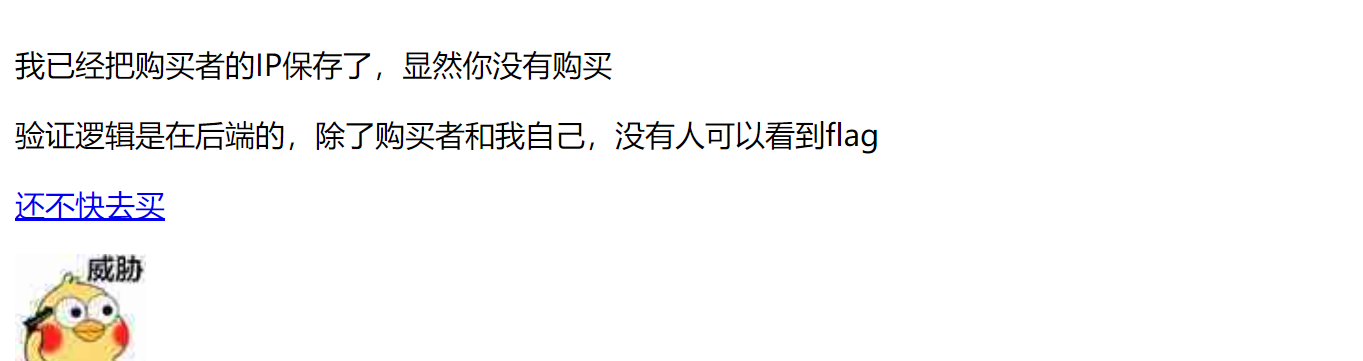 我已经把购买者的IP保存了，显然你没有购买
验证逻辑是在后端的，除了购买者和我自己，没有人可以看到flag
还不快去买
威胁